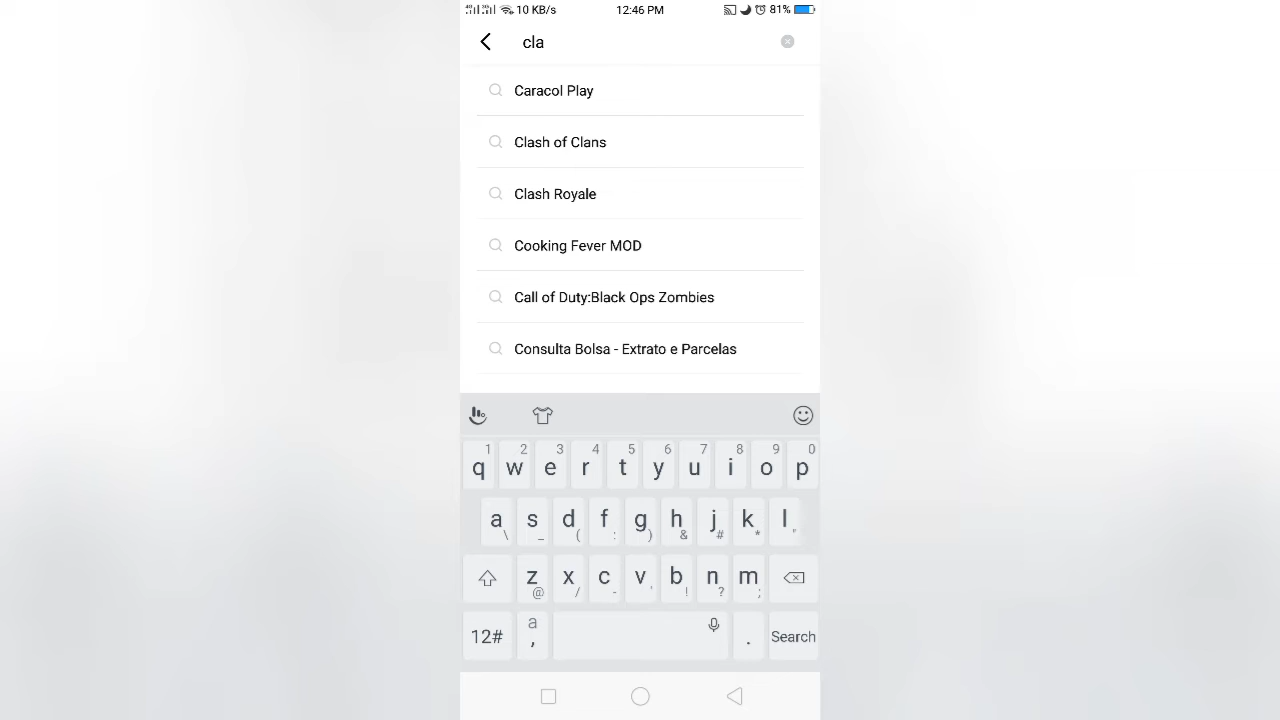 10 KB/s 12:46 PM 81%
cla
Caracol Play
Clash of Clans
Clash Royale
Cooking Fever MOD
Call of Duty:Black Ops Zombies
Consulta Bolsa - Extrato e Parcelas
1 2 3 4 5 6 7 8 9 0
q w e r t y u i o p
a s d f g h j k l
\ _ ( : ) & # * "
z x c v b n m
@ / - ' ! ? ;
12# a , . Search